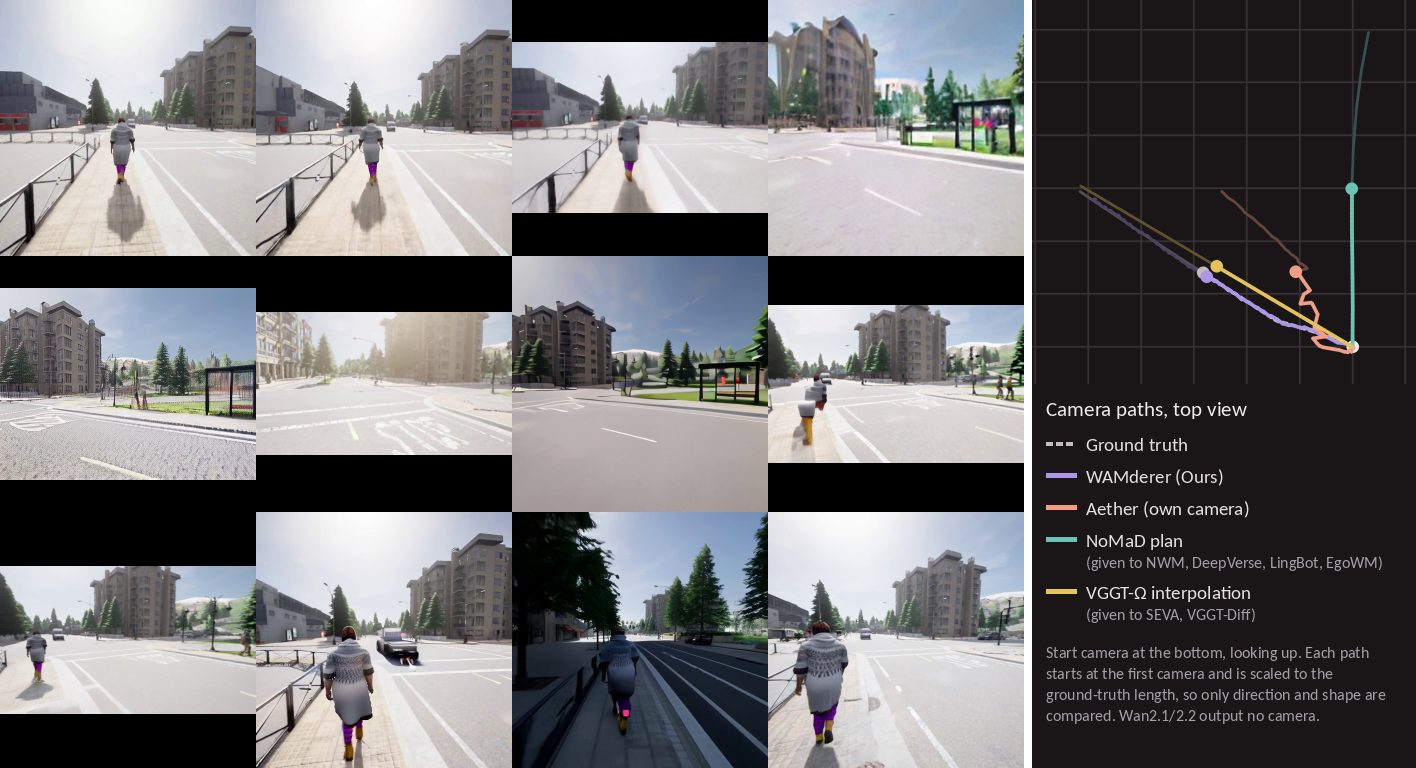 Camera paths, top view
Ground truth
WAMderer (Ours)
Aether (own camera)
NoMaD plan
(given to NWM, DeepVerse, LingBot, EgoWM)
VGGT-Ω interpolation
(given to SEVA, VGGT-Diff)
Start camera at the bottom, looking up. Each path
starts at the first camera and is scaled to the
ground-truth length, so only direction and shape are
compared. Wan2.1/2.2 output no camera.